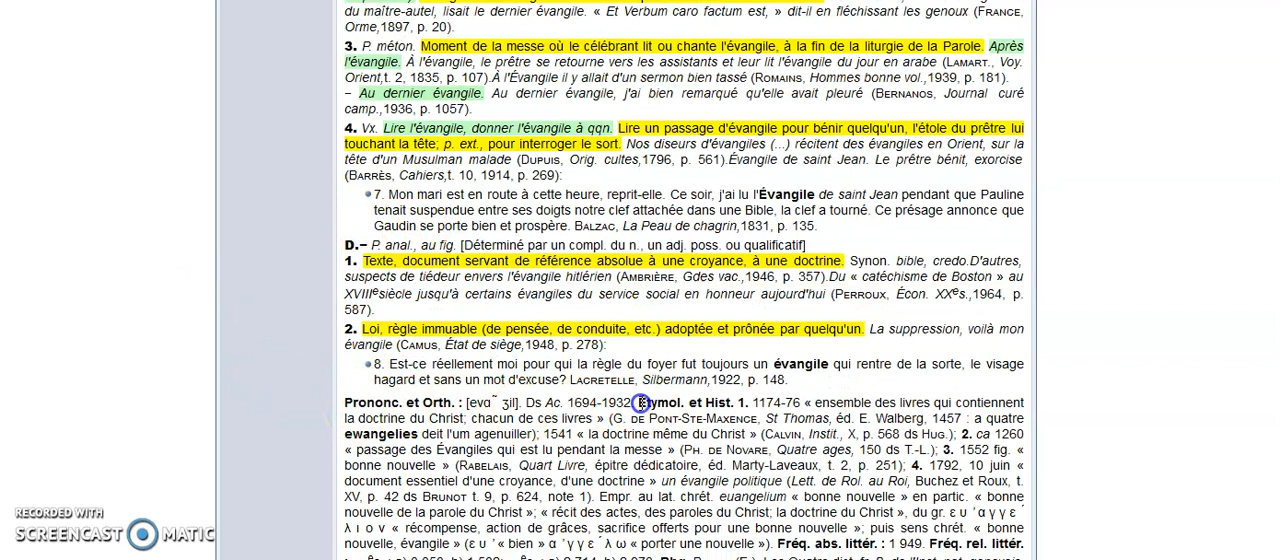 du maître-autel, lisait le dernier évangile. « Et Verbum caro factum est, » dit-il en fléchissant les genoux (FRANCE,
Orme,1897, p. 20).
3. P. méton. Moment de la messe où le célébrant lit ou chante l'évangile, à la fin de la liturgie de la Parole. Après
l'évangile. À l'évangile, le prêtre se retourne vers les assistants et leur lit l'évangile du jour en arabe (LAMART., Voy.
Orient,t. 2, 1835, p. 107).À l'Évangile il y allait d'un sermon bien tassé (ROMAINS, Hommes bonne vol.,1939, p. 181).
– Au dernier évangile. Au dernier évangile, j'ai bien remarqué qu'elle avait pleuré (BERNANOS, Journal curé
camp.,1936, p. 1057).
4. Vx. Lire l'évangile, donner l'évangile à qqn. Lire un passage d'évangile pour bénir quelqu'un, l'étole du prêtre lui
touchant la tête; p. ext., pour interroger le sort. Nos diseurs d'évangiles (...) récitent des évangiles en Orient, sur la
tête d'un Musulman malade (DUPUIS, Orig. cultes,1796, p. 561).Évangile de saint Jean. Le prêtre bénit, exorcise
(BARRÈS, Cahiers,t. 10, 1914, p. 269):
7. Mon mari est en route à cette heure, reprit-elle. Ce soir, j'ai lu l'Évangile de saint Jean pendant que Pauline
tenait suspendue entre ses doigts notre clef attachée dans une Bible, la clef a tourné. Ce présage annonce que
Gaudin se porte bien et prospère. BALZAC, La Peau de chagrin,1831, p. 135.
D.– P. anal., au fig. [Déterminé par un compl. du n., un adj. poss. ou qualificatif]
1. Texte, document servant de référence absolue à une croyance, à une doctrine. Synon. bible, credo.D'autres,
suspects de tiédeur envers l'évangile hitlérien (AMBRIÈRE, Gdes vac.,1946, p. 357).Du « catéchisme de Boston » au
XVIIIesiècle jusqu'à certains évangiles du service social en honneur aujourd'hui (PERROUX, Écon. XXes.,1964, p.
587).
2. Loi, règle immuable (de pensée, de conduite, etc.) adoptée et prônée par quelqu'un. La suppression, voilà mon
évangile (CAMUS, État de siège,1948, p. 278):
8. Est-ce réellement moi pour qui la règle du foyer fut toujours un évangile qui rentre de la sorte, le visage
hagard et sans un mot d'excuse? LACRETELLE, Silbermann,1922, p. 148.
Prononc. et Orth. : [evɑ ̃ ʒil]. Ds Ac. 1694-1932. Étymol. et Hist. 1. 1174-76 « ensemble des livres qui contiennent
la doctrine du Christ; chacun de ces livres » (G. DE PONT-STE-MAXENCE, St Thomas, éd. E. Walberg, 1457 : a quatre
ewangelies deit l'um agenuiller); 1541 « la doctrine même du Christ » (CALVIN, Instit., X, p. 568 ds HUG.); 2. ca 1260
« passage des Évangiles qui est lu pendant la messe » (PH. DE NOVARE, Quatre ages, 150 ds T.-L.); 3. 1552 fig. «
bonne nouvelle » (RABELAIS, Quart Livre, épitre dédicatoire, éd. Marty-Laveaux, t. 2, p. 251); 4. 1792, 10 juin «
document essentiel d'une croyance, d'une doctrine » un évangile politique (Lett. de Rol. au Roi, Buchez et Roux, t.
XV, p. 42 ds BRUNOT t. 9, p. 624, note 1). Empr. au lat. chrét. euangelium « bonne nouvelle » en partic. « bonne
nouvelle de la parole du Christ »; « récit des actes, des paroles du Christ; la doctrine du Christ », du gr. ε υ ̓ α γ γ ε ́
λ ι ο ν « récompense, action de grâces, sacrifice offerts pour une bonne nouvelle »; puis sens chrét. « bonne
nouvelle, évangile » (ε υ ̓ « bien » α ̓ γ γ ε ́ λ ω « porter une nouvelle »). Fréq. abs. littér. : 1 949. Fréq. rel. littér.
RECORDED WITH
SCREENCAST MATIC